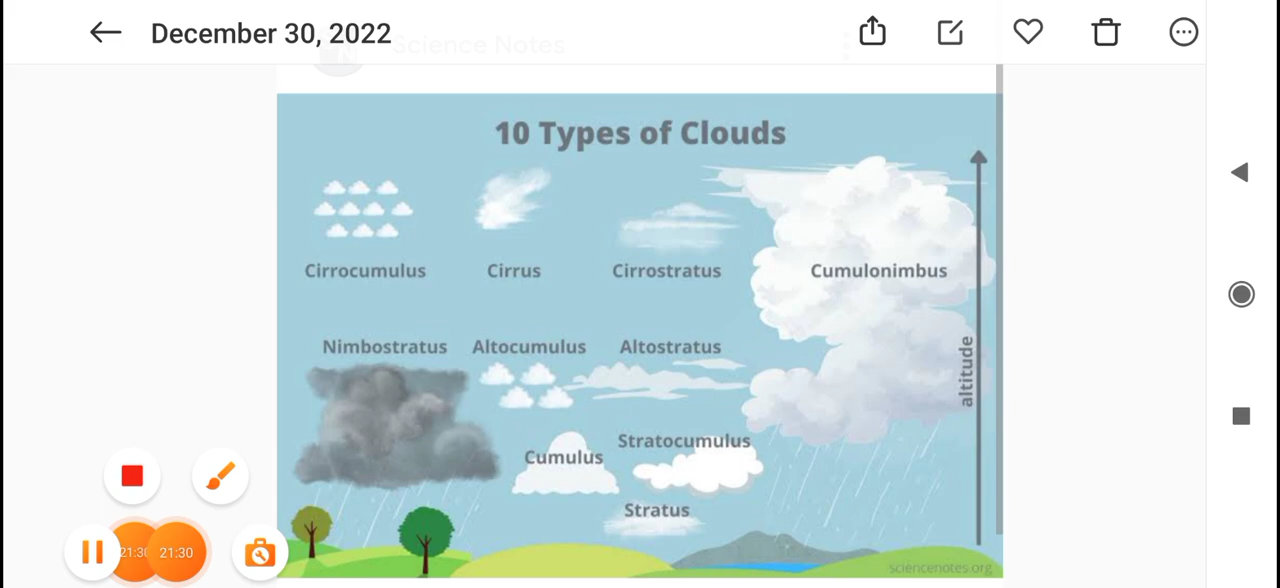 December 30, 2022
Science Notes
10 Types of Clouds
Cirrocumulus
Cirrus
Cirrostratus
Cumulonimbus
Nimbostratus
Altocumulus
Altostratus
altitude
Stratocumulus
Cumulus
Stratus
21:30
21:30
sciencenotes.org